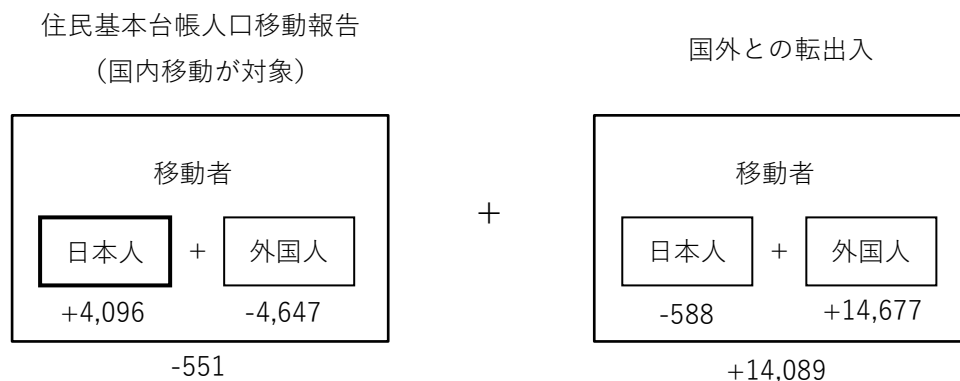 住民基本台帳人口移動報告
（国内移動が対象）
国外との転出入
移動者
日本人 + 外国人
+4,096 -4,647
-551
+
移動者
日本人 + 外国人
-588 +14,677
+14,089